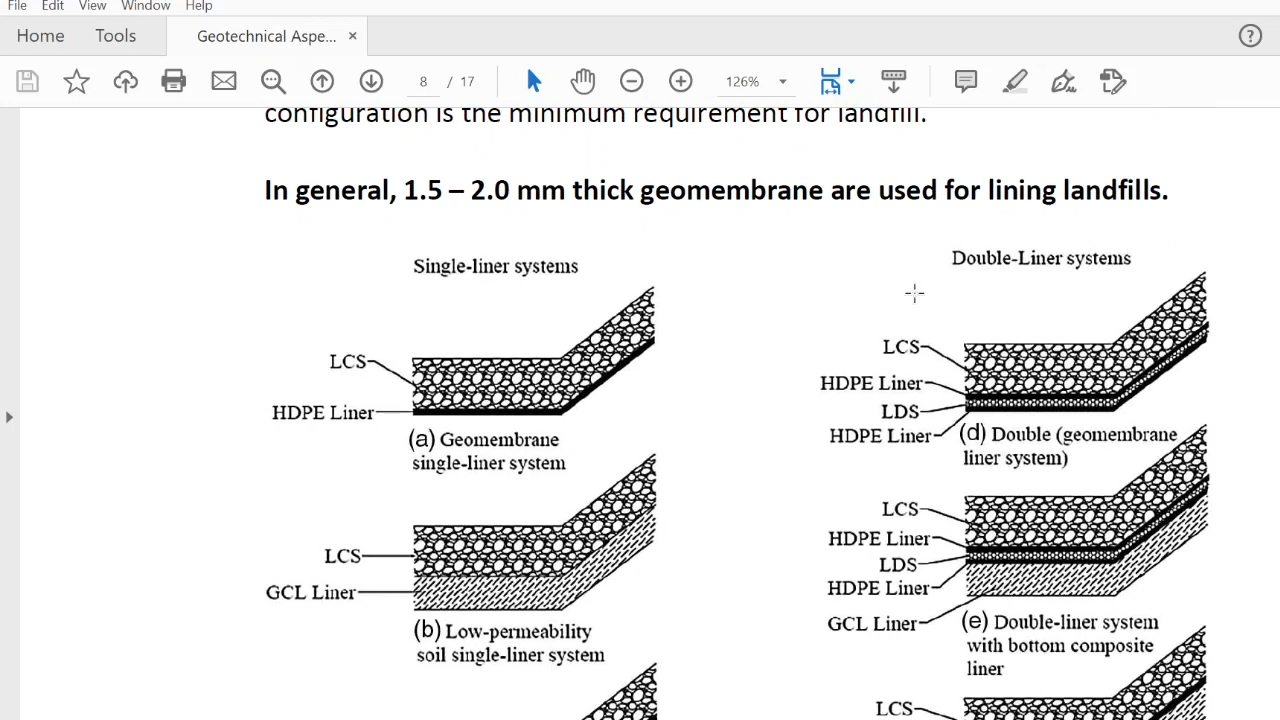 File Edit View Window Help
Home Tools Geotechnical Aspe... ×
8 / 17 126%
configuration is the minimum requirement for landfill.
In general, 1.5 – 2.0 mm thick geomembrane are used for lining landfills.
Single-liner systems
LCS
HDPE Liner
(a) Geomembrane
single-liner system
LCS
GCL Liner
(b) Low-permeability
soil single-liner system
Double-Liner systems
LCS
HDPE Liner
LDS
HDPE Liner
(d) Double (geomembrane
liner system)
LCS
HDPE Liner
LDS
HDPE Liner
GCL Liner
(e) Double-liner system
with bottom composite
liner
LCS